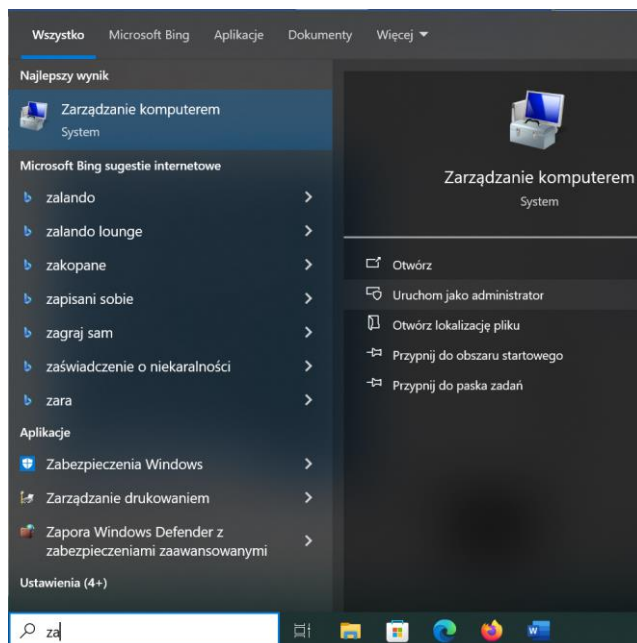 Wszystko Microsoft Bing Aplikacje Dokumenty Więcej
Najlepszy wynik
Zarządzanie komputerem
System
Microsoft Bing sugestie internetowe
zalando
zalando lounge
zakopane
zapisani sobie
zagraj sam
zaświadczenie o niekaralności
zara
Aplikacje
Zabezpieczenia Windows
Zarządzanie drukowaniem
Zapora Windows Defender z
zabezpieczeniami zaawansowanymi
Ustawienia (4+)
za
Zarządzanie komputerem
System
Otwórz
Uruchom jako administrator
Otwórz lokalizację pliku
Przypnij do obszaru startowego
Przypnij do paska zadań